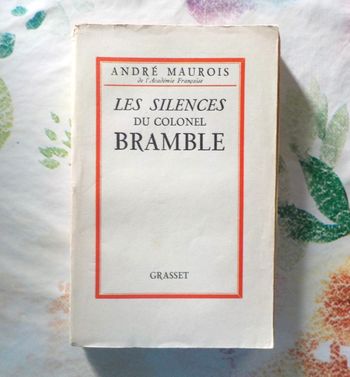 ANDRÉ MAUROIS
de l'Académie Française
LES SILENCES
DU COLONEL
BRAMBLE
GRASSET